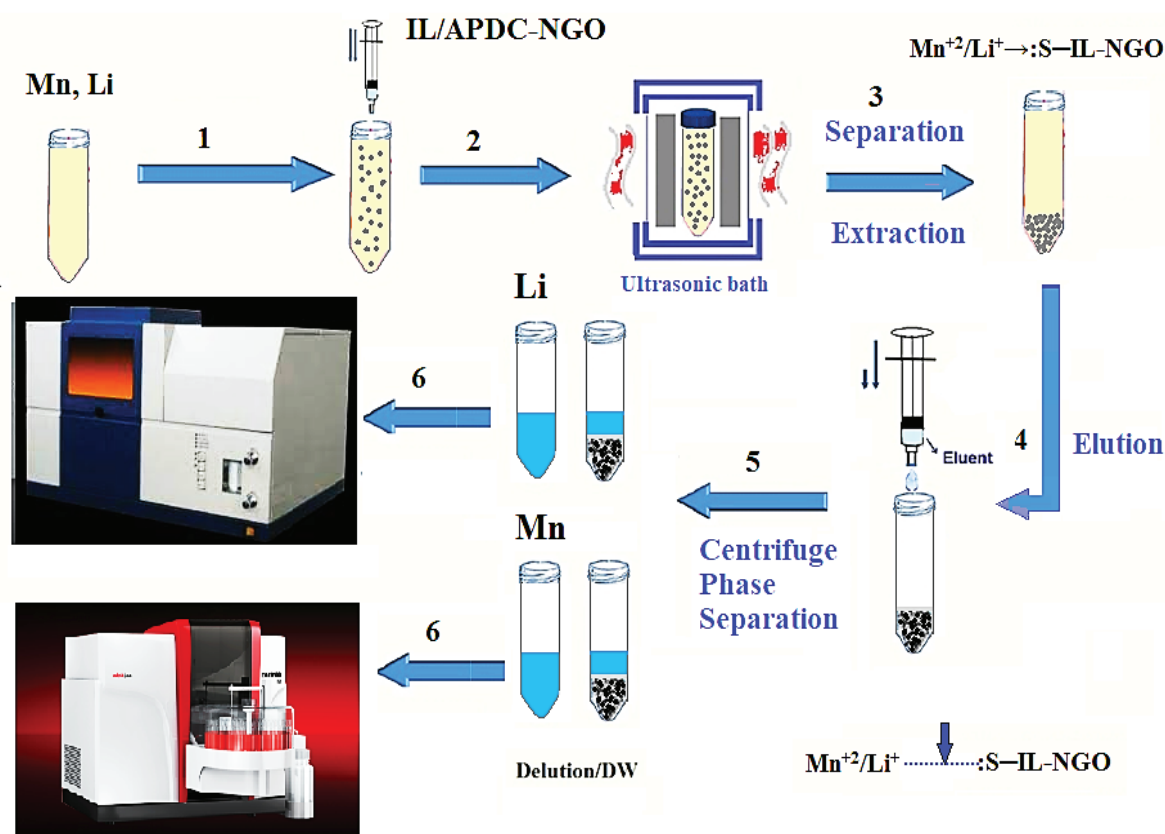 IL/APDC-NGO
Mn, Li
1
2
3
Separation
Extraction
Mn⁺²/Li⁺→:S–IL-NGO
Ultrasonic bath
4
Elution
Eluent
5
Centrifuge
Phase
Separation
Li
6
Mn
6
Delution/DW
Mn⁺²/Li⁺ ..............:S–IL-NGO